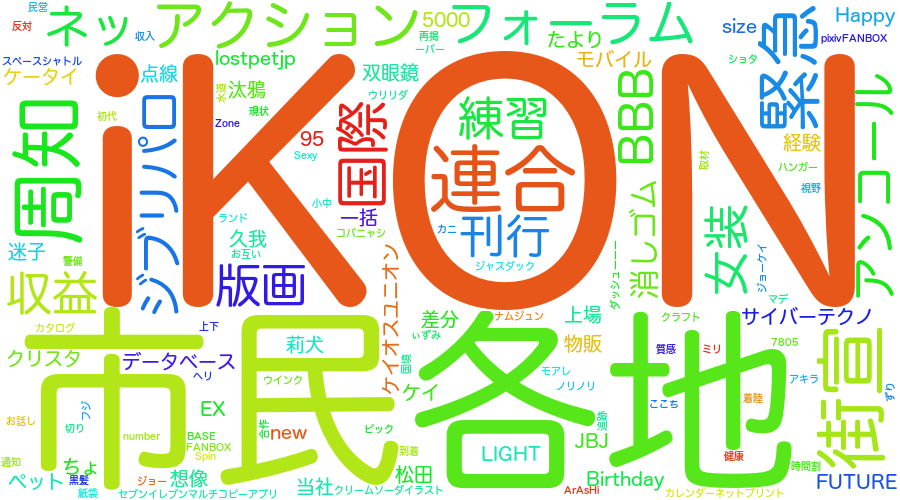 民営
ネッ
アクション
フォーラム
5000
再掲
ーパー
たより
size
Happy
反対
収入
pixivFANBOX
スペースシャトル
ケータイ
点線
lostpetjp
双眼鏡
モバイル
ショタ
緊急
iKON
水道
汰鴉
ウリリダ
初代
現状
Zone
95
Sexy
国際
練習
BBB
経験
取材
ハンガー
視野
アンコール
周知
ジブリパロ
連合
小中
一括
ランド
コバニャシ
カニ
刊行
消しゴム
女装
迷子
久我
お互い
警備
ジャスダック
ダッシューーー
ジョーケイ
収益
版画
ケイオスユニオン
マデ
ナムジュン
上場
クラフト
サイバーテクノ
カタログ
上下
差分
いずみ
市民
各地
街宣
莉犬
物販
質感
ミリ
7805
クリスタ
データベース
ヘリ
国境
モアレ
ウインク
ケイ
ノリノリ
アキラ
ずり
ここち
着陸
お話し
フジ
EX
追跡
切り
number
BASE
FANBOX
合作
new
ピック
到着
LIGHT
JBJ
健康
Spin
通知
ちょ
ペット
黒髪
ジョー
想像
当社
松田
Birthday
時間割
FUTURE
紙袋
セブンイレブンマルチコピーアプリ
クリームソーダイラスト
ArAsHi
カレンダーネットプリント